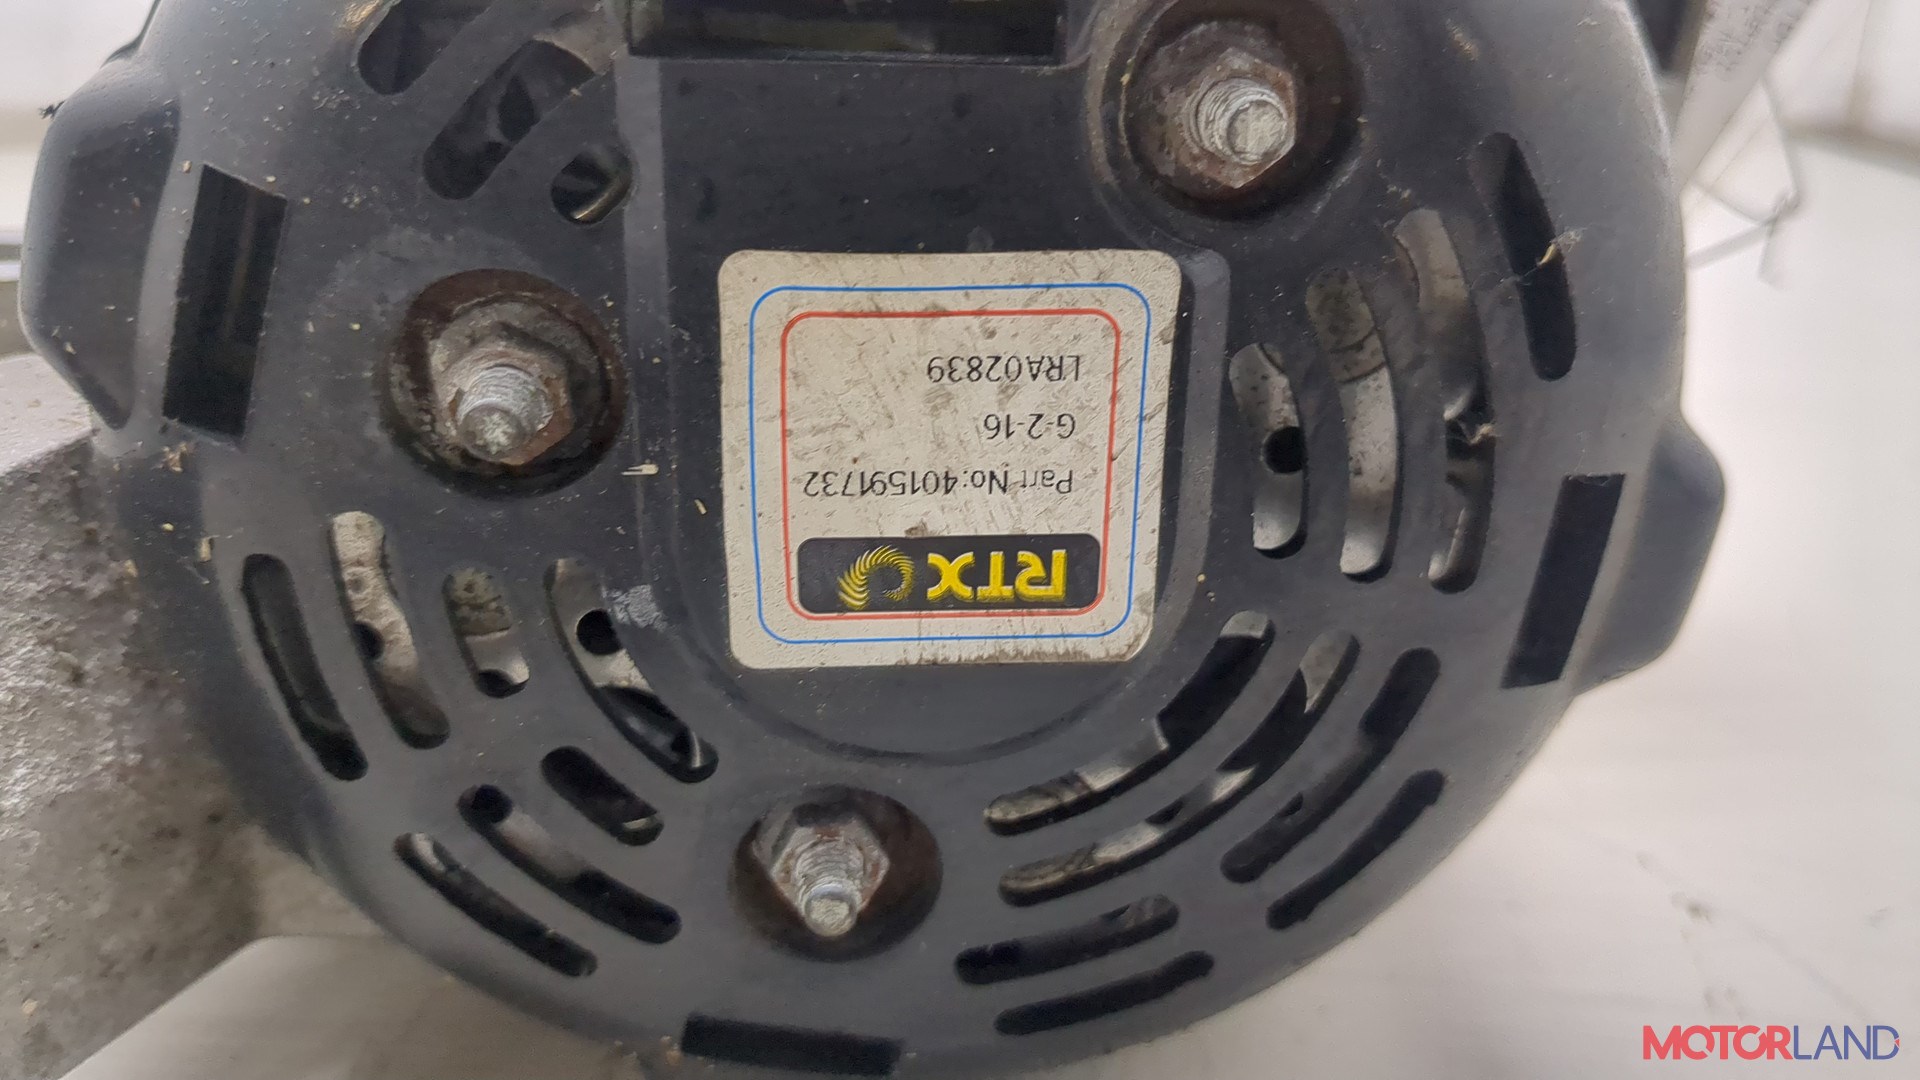 RTX
Part No:401591732
G-2-16
LRA02839
MOTORLAND